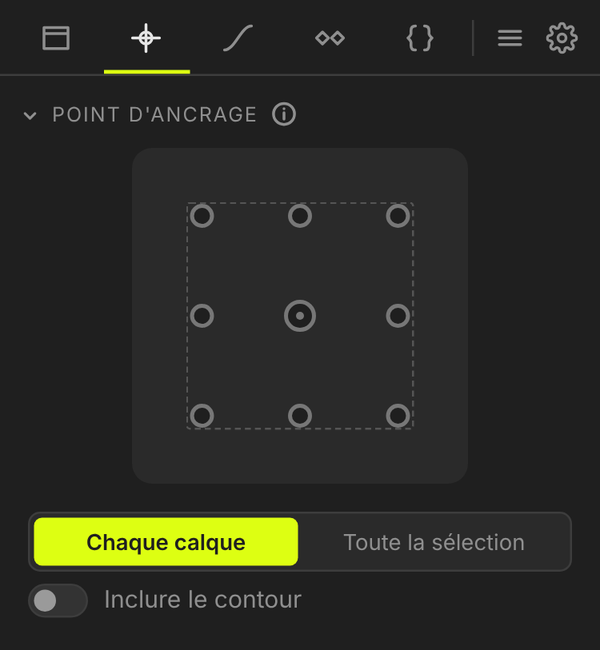 POINT D'ANCRAGE
Chaque calque
Toute la sélection
Inclure le contour